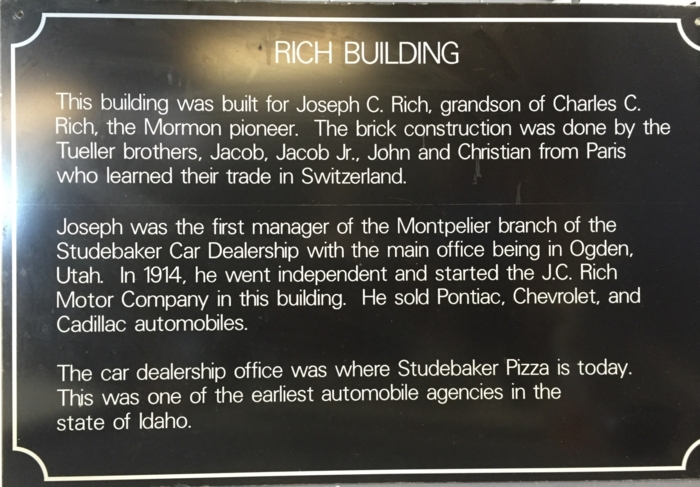 RICH BUILDING
This building was built for Joseph C. Rich, grandson of Charles C.
Rich, the Mormon pioneer. The brick construction was done by the
Tueller brothers, Jacob, Jacob Jr., John and Christian from Paris
who learned their trade in Switzerland.
Joseph was the first manager of the Montpelier branch of the
Studebaker Car Dealership with the main office being in Ogden,
Utah. In 1914, he went independent and started the J.C. Rich
Motor Company in this building. He sold Pontiac, Chevrolet, and
Cadillac automobiles.
The car dealership office was where Studebaker Pizza is today.
This was one of the earliest automobile agencies in the
state of Idaho.